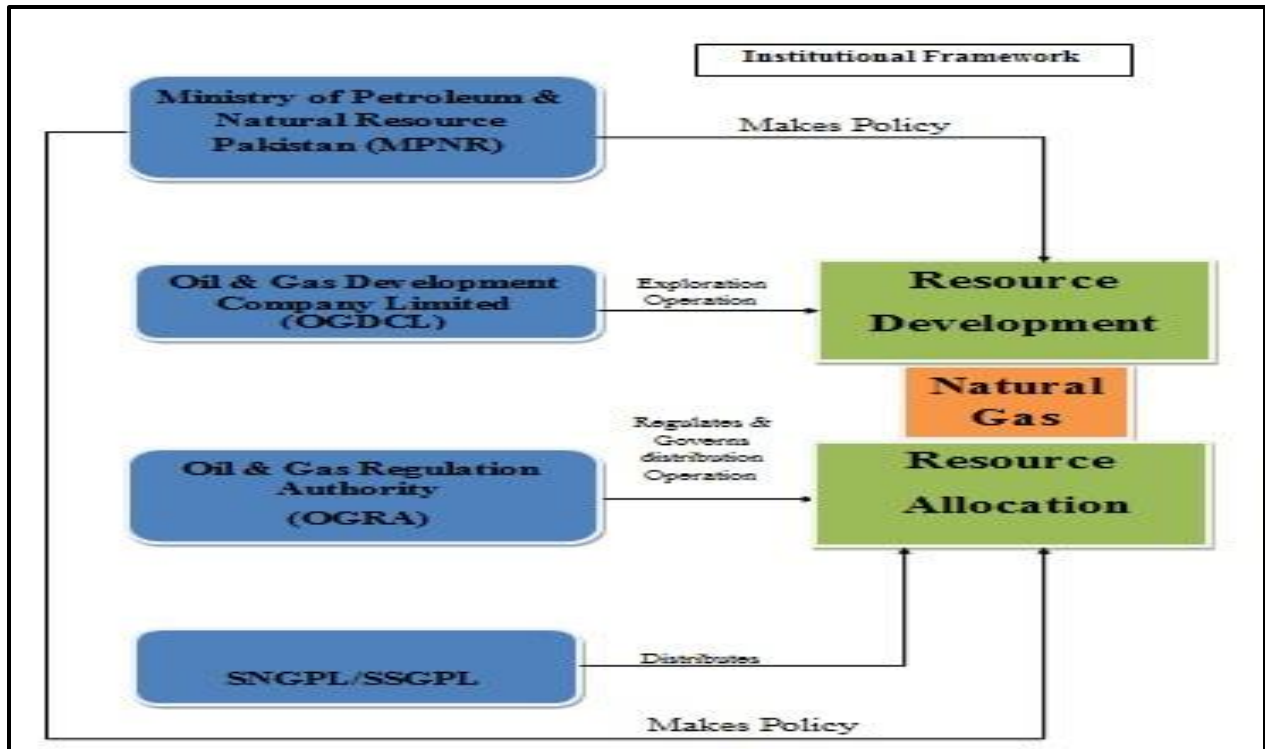 Institutional Framework
Ministry of Petroleum &
Natural Resource
Pakistan (MPNR)
Makes Policy
Oil & Gas Development
Company Limited
(OGDCL)
Exploration
Operation
Resource
Development
Natural
Gas
Oil & Gas Regulation
Authority
(OGRA)
Regulates &
Governs
distribution
Operation
Resource
Allocation
SNGPL/SSGPL
Distributes
Makes Policy